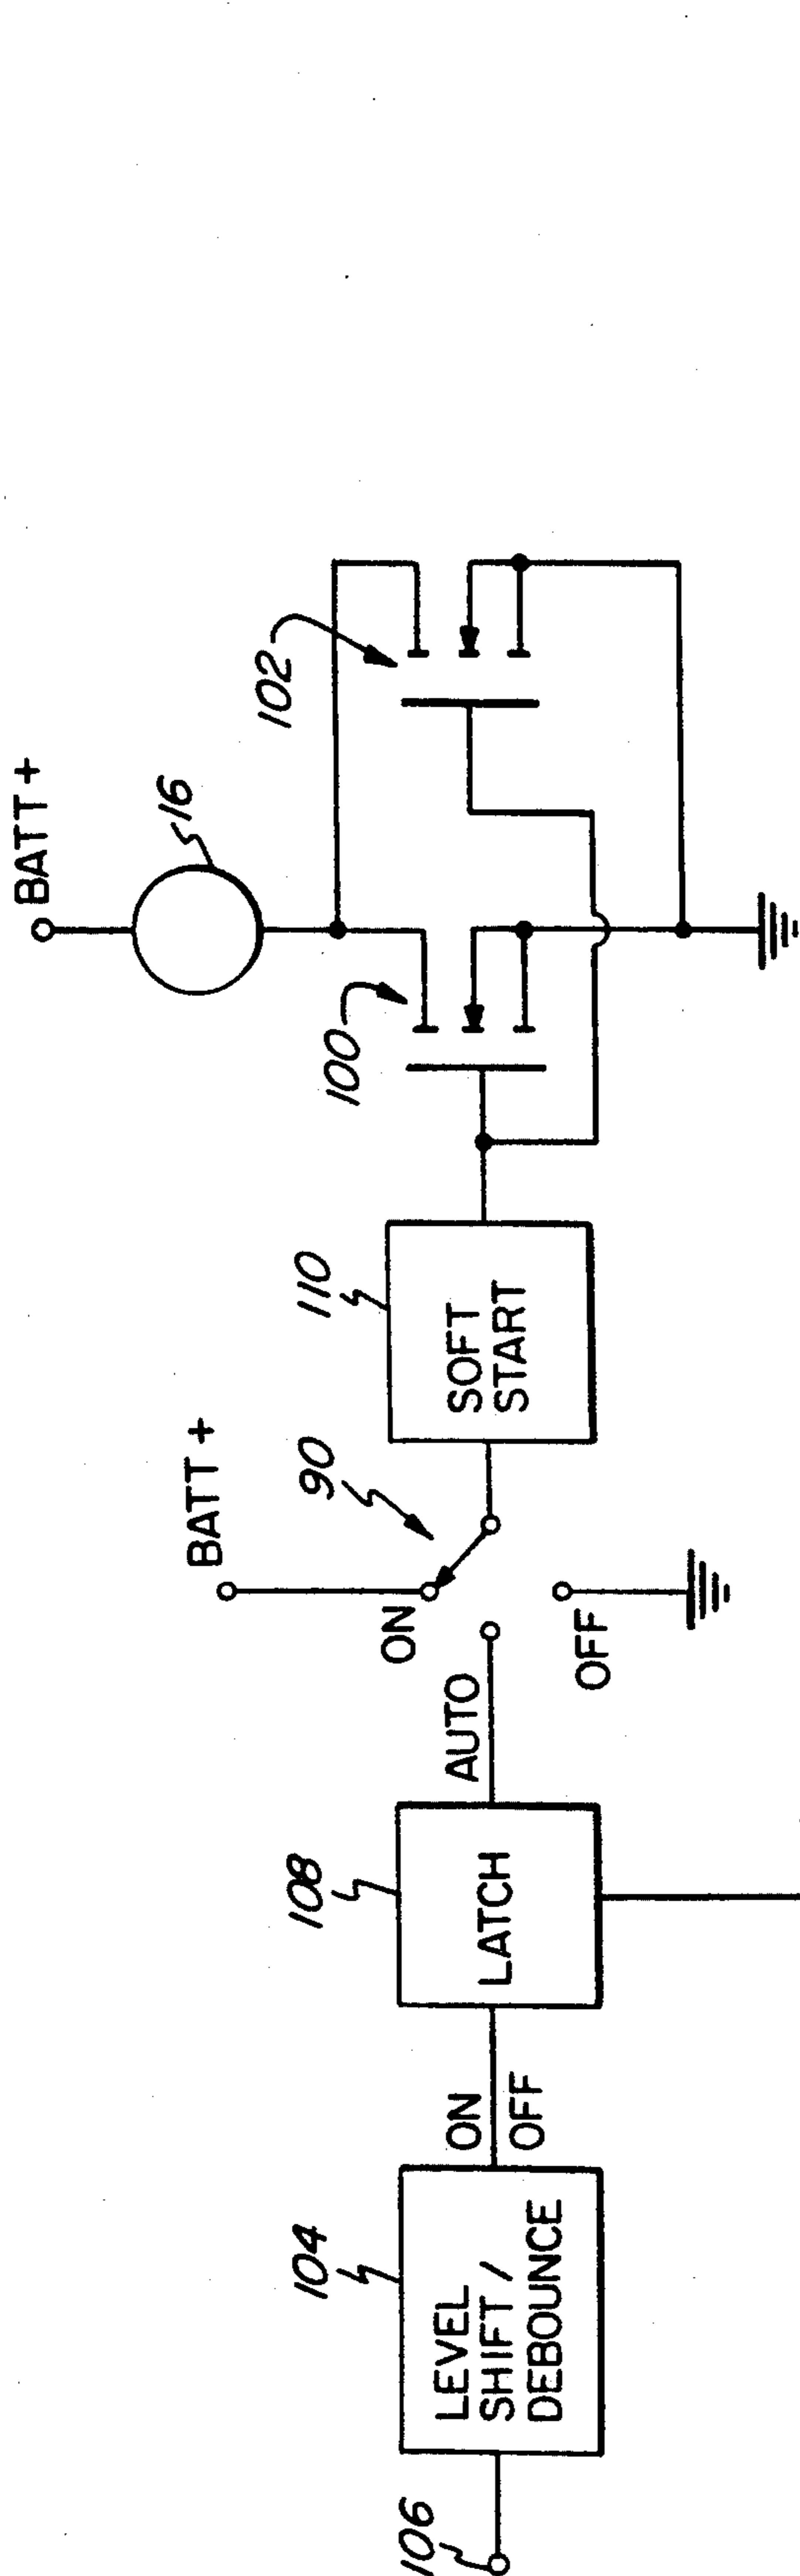 106
104
LEVEL
SHIFT /
DEBOUNCE
ON
OFF
108
LATCH
AUTO
BATT +
ON
OFF
90
110
SOFT
START
100
BATT +
16
102